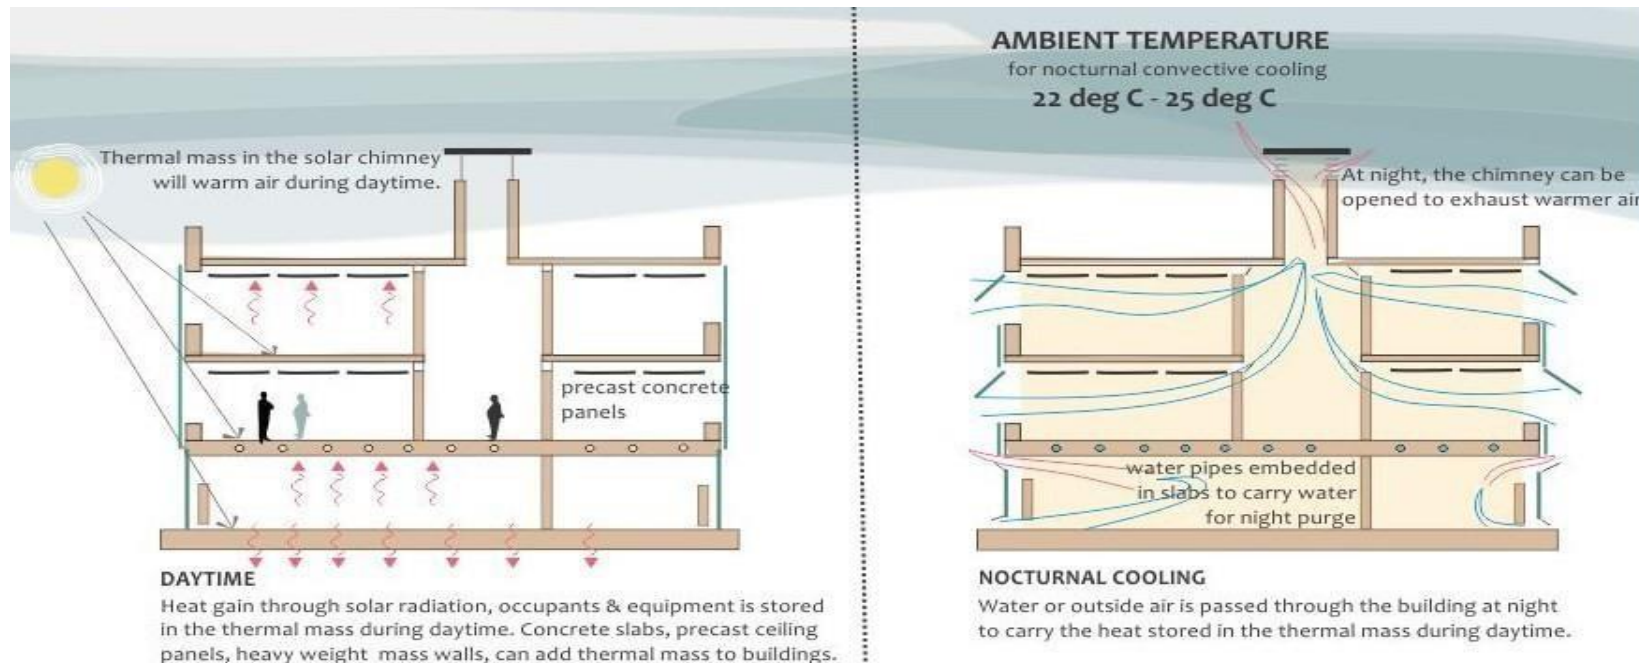 Thermal mass in the solar chimney
will warm air during daytime.
precast concrete
panels
DAYTIME
Heat gain through solar radiation, occupants & equipment is stored
in the thermal mass during daytime. Concrete slabs, precast ceiling
panels, heavy weight mass walls, can add thermal mass to buildings.
AMBIENT TEMPERATURE
for nocturnal convective cooling
22 deg C - 25 deg C
At night, the chimney can be
opened to exhaust warmer air
water pipes embedded
in slabs to carry water
for night purge
NOCTURNAL COOLING
Water or outside air is passed through the building at night
to carry the heat stored in the thermal mass during daytime.